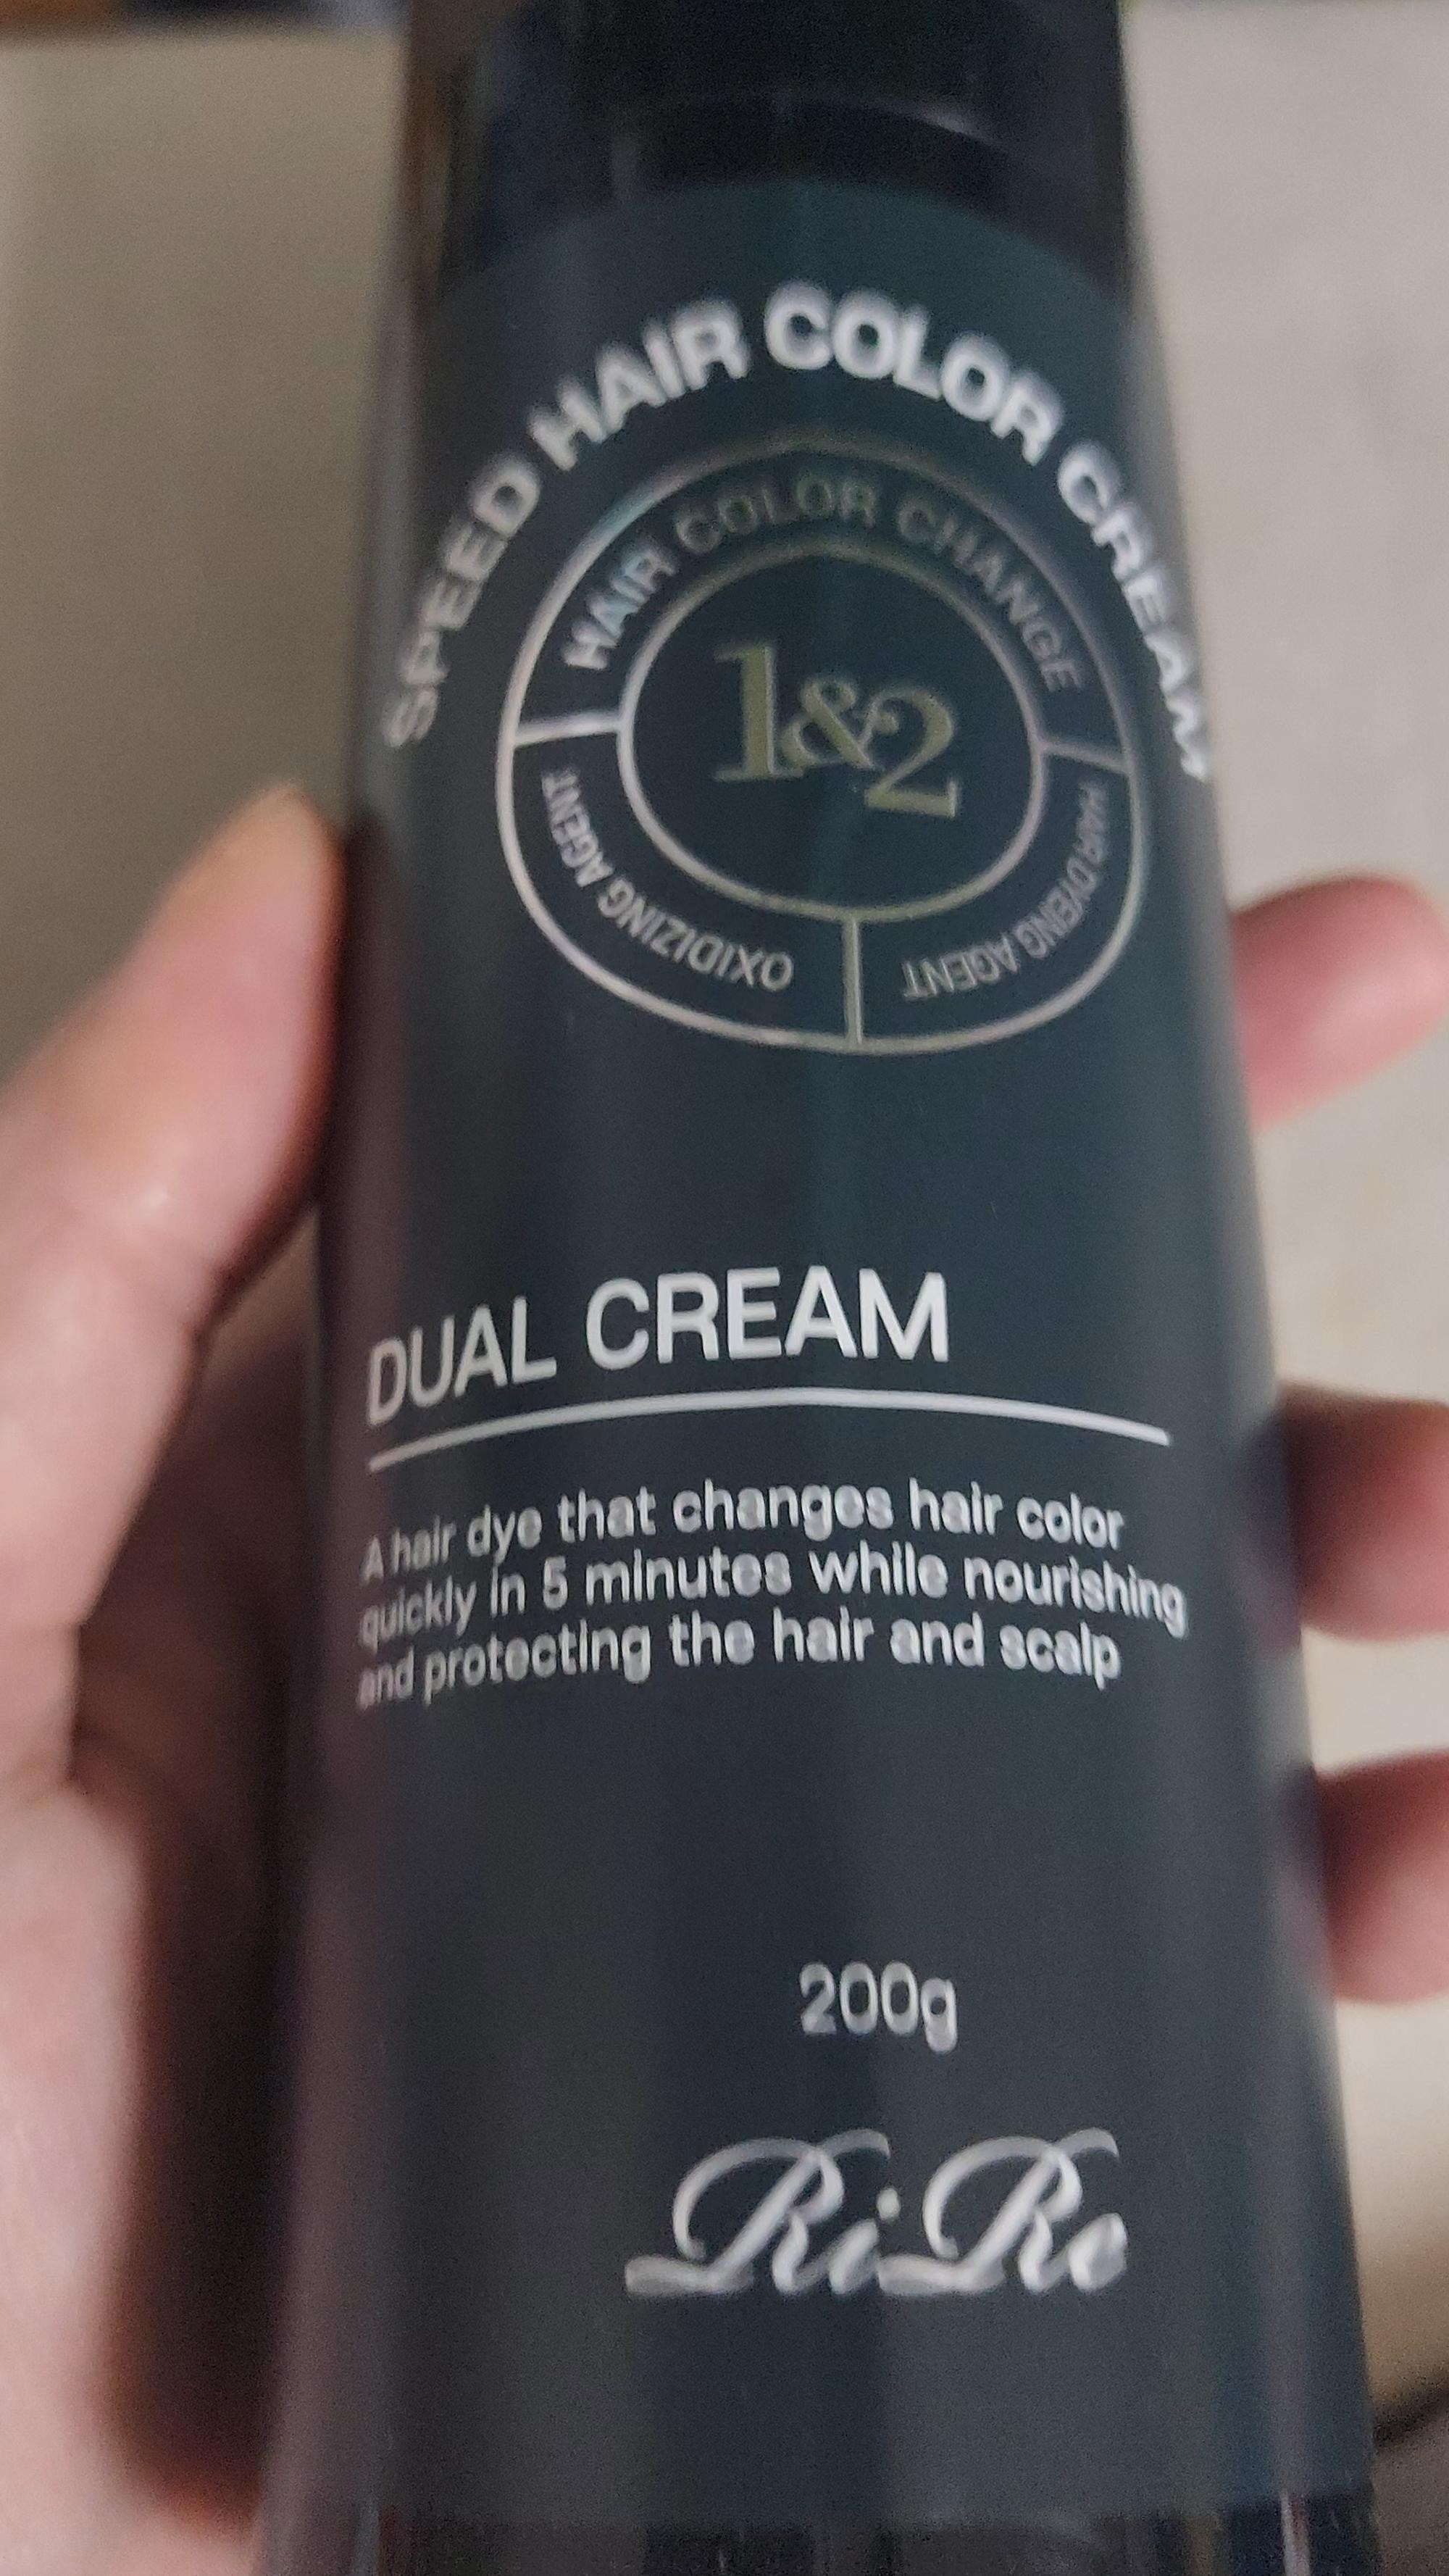 SPEED HAIR COLOR CREAM
HAIR COLOR CHANGE
1&2
OXIDIZING AGENT
HAIR DYEING AGENT
DUAL CREAM
A hair dye that changes hair color
quickly in 5 minutes while nourishing
and protecting the hair and scalp
200g
RiRe